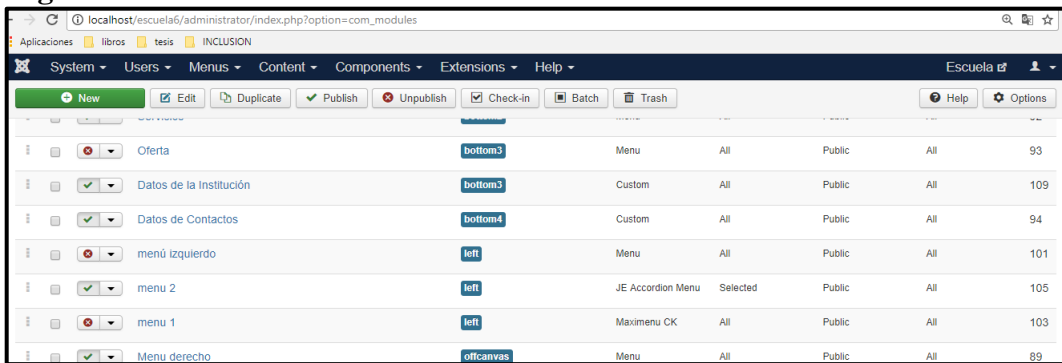 localhost/escuela6/administrator/index.php?option=com_modules
Aplicaciones libros tesis INCLUSION
System Users Menus Content Components Extensions Help Escuela
New Edit Duplicate Publish Unpublish Check-in Batch Trash Help Options
Oferta bottom3 Menu All Public All 93
Datos de la Institución bottom3 Custom All Public All 109
Datos de Contactos bottom4 Custom All Public All 94
menú izquierdo left Menu All Public All 101
menu 2 left JE Accordion Menu Selected Public All 105
menu 1 left Maximenu CK All Public All 103
Menu derecho offcanvas Menu All Public All 89